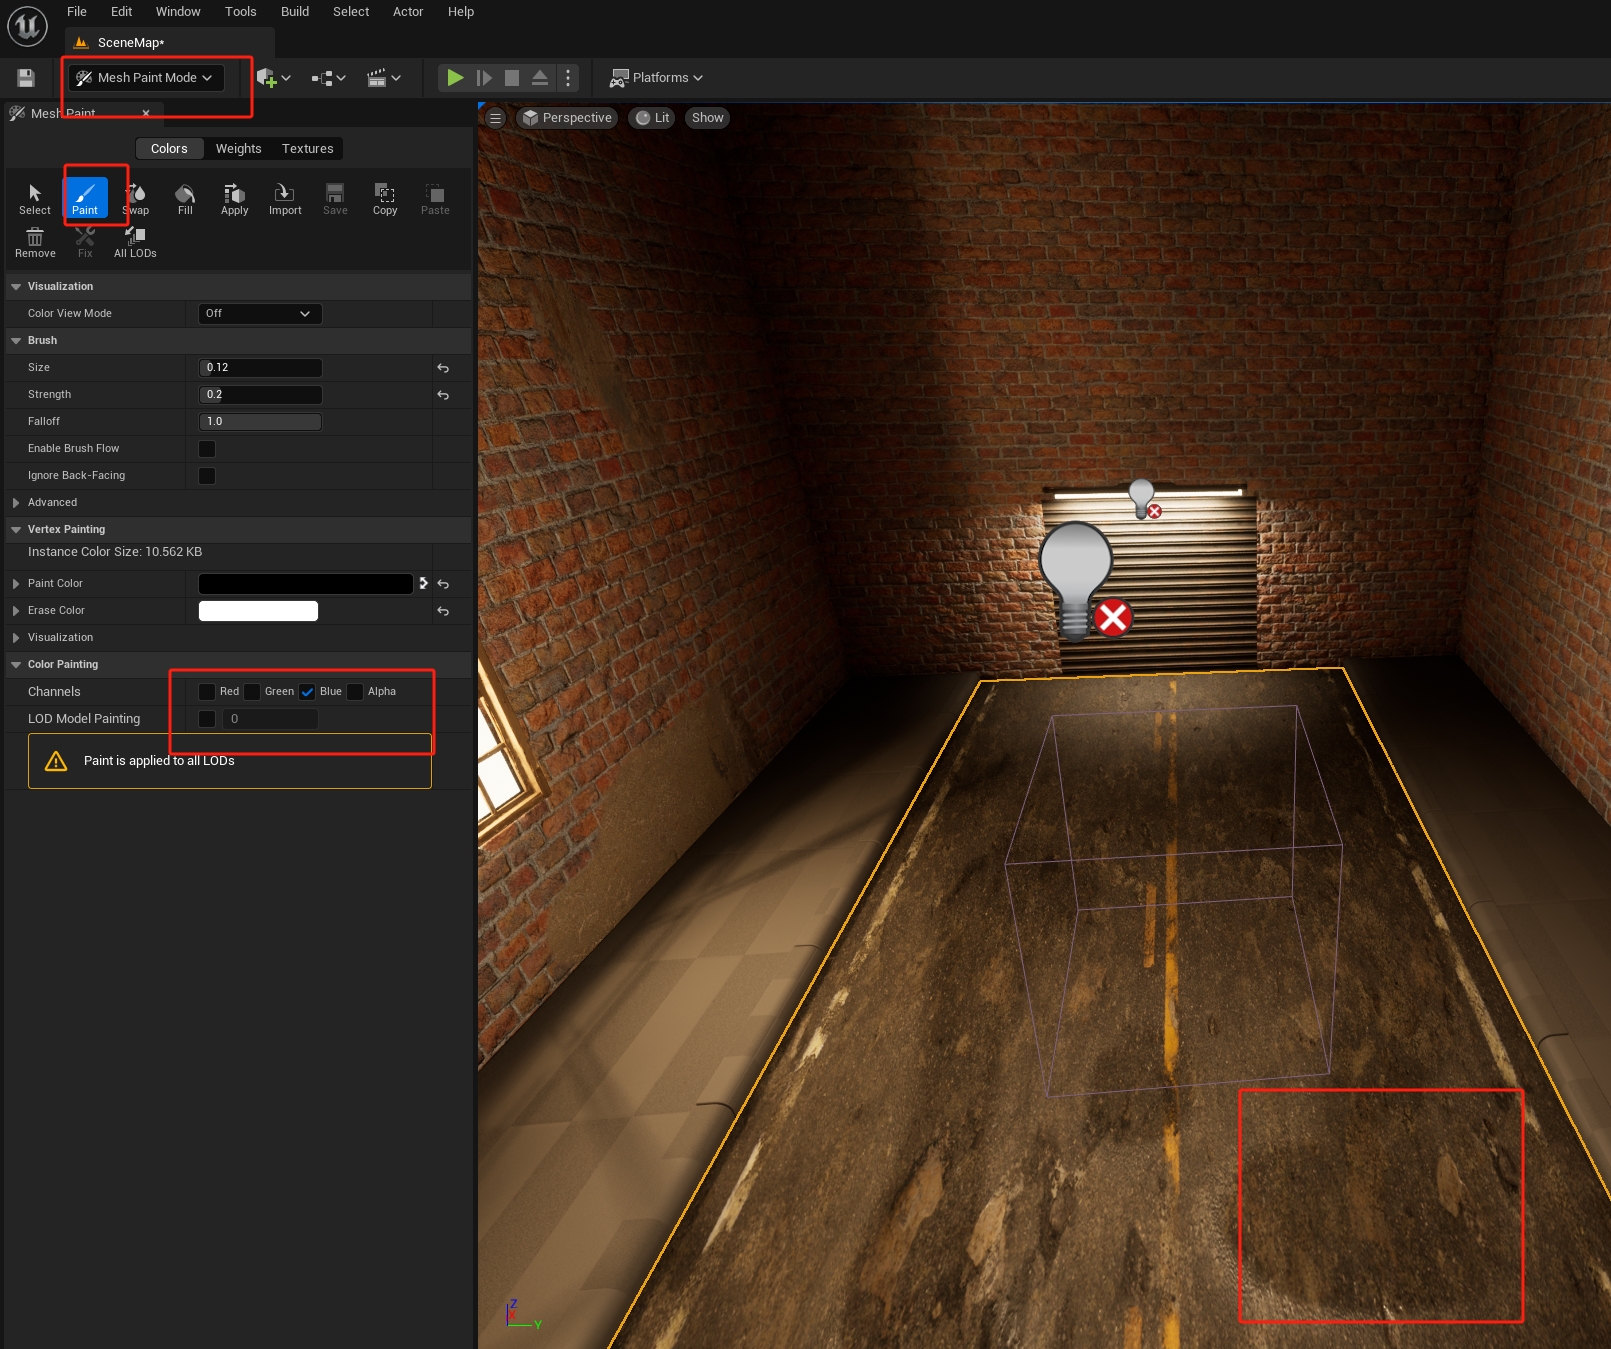 File Edit Window Tools Build Select Actor Help
SceneMap*
Mesh Paint Mode
Platforms
Mesh Paint
Perspective Lit Show
Colors Weights Textures
Select Paint Swap Fill Apply Import Save Copy Paste
Remove Fix All LODs
Visualization
Color View Mode Off
Brush
Size 0.12
Strength 0.2
Falloff 1.0
Enable Brush Flow
Ignore Back-Facing
Advanced
Vertex Painting
Instance Color Size: 10.562 KB
Paint Color
Erase Color
Visualization
Color Painting
Channels Red Green Blue Alpha
LOD Model Painting 0
Paint is applied to all LODs
Z
X
Y